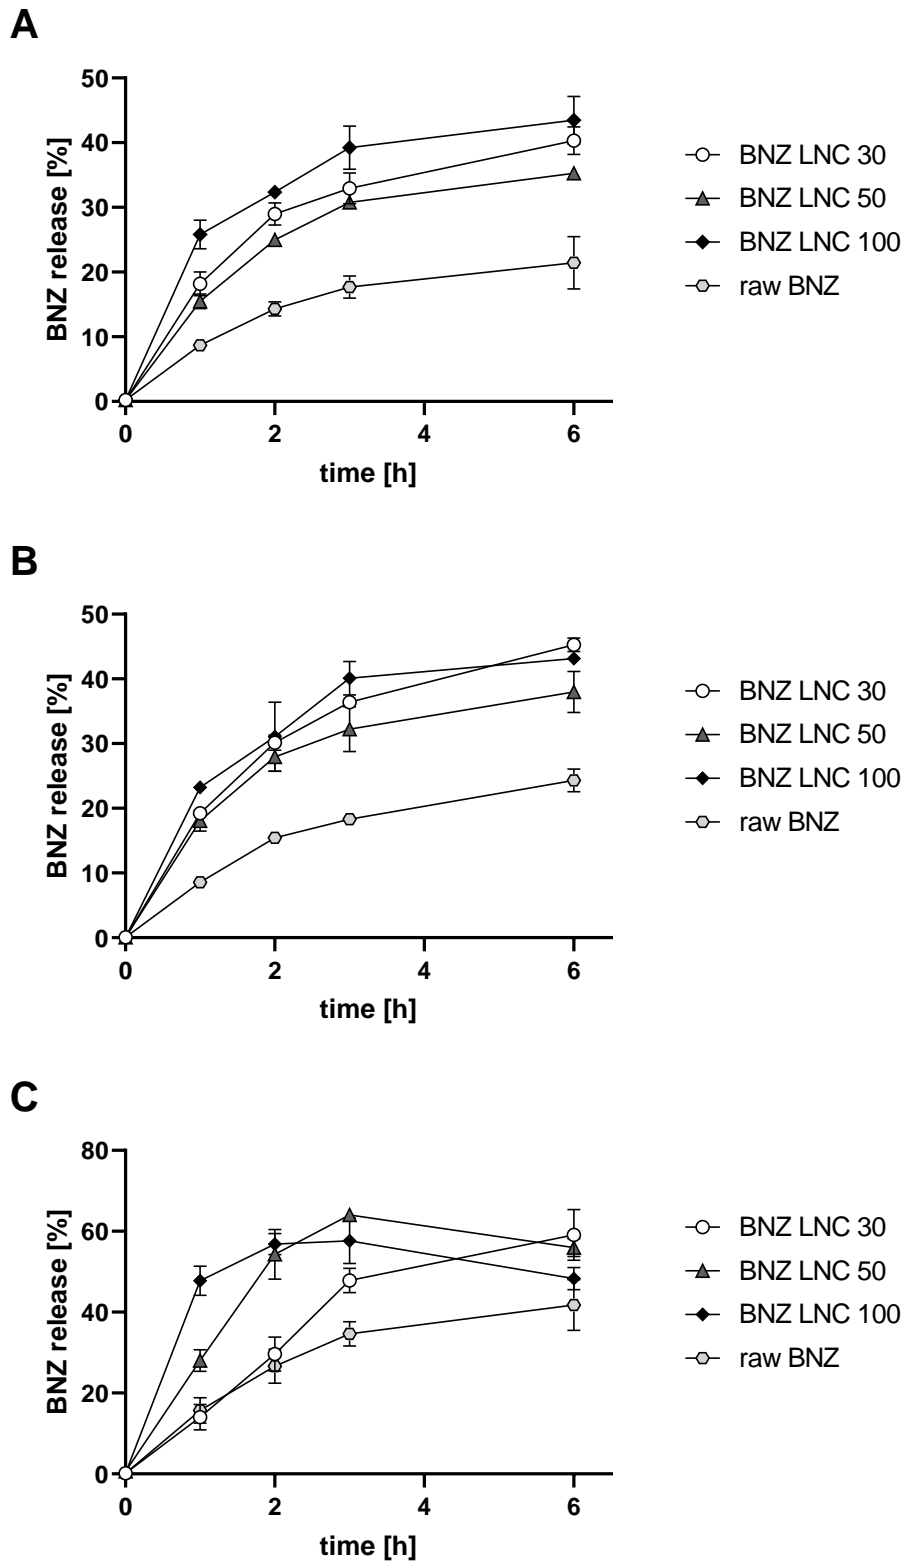 A
50
40
30
20
10
0
BNZ release [%]
0 2 4 6
time [h]
BNZ LNC 30
BNZ LNC 50
BNZ LNC 100
raw BNZ
B
50
40
30
20
10
0
BNZ release [%]
0 2 4 6
time [h]
BNZ LNC 30
BNZ LNC 50
BNZ LNC 100
raw BNZ
C
80
60
40
20
0
BNZ release [%]
0 2 4 6
time [h]
BNZ LNC 30
BNZ LNC 50
BNZ LNC 100
raw BNZ